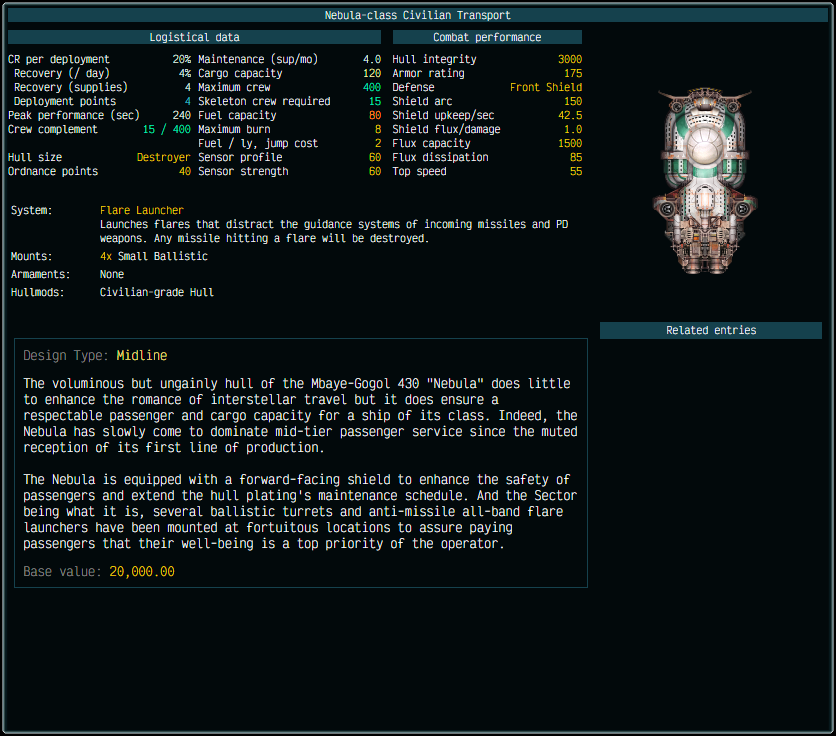 Nebula-class Civilian Transport
Logistical data
Combat performance
CR per deployment 20% Maintenance (sup/mo) 4.0 Hull integrity 3000
Recovery (/ day) 4% Cargo capacity 120 Armor rating 175
Recovery (supplies) 4 Maximum crew 400 Defense Front Shield
Deployment points 4 Skeleton crew required 15 Shield arc 150
Peak performance (sec) 240 Fuel capacity 80 Shield upkeep/sec 42.5
Crew complement 15 / 400 Maximum burn 8 Shield flux/damage 1.0
Fuel / ly, jump cost 2 Flux capacity 1500
Hull size Destroyer Sensor profile 60 Flux dissipation 85
Ordnance points 40 Sensor strength 60 Top speed 55
System: Flare Launcher
Launches flares that distract the guidance systems of incoming missiles and PD
weapons. Any missile hitting a flare will be destroyed.
Mounts: 4x Small Ballistic
Armaments: None
Hullmods: Civilian-grade Hull
Related entries
Design Type: Midline
The voluminous but ungainly hull of the Mbaye-Gogol 430 "Nebula" does little
to enhance the romance of interstellar travel but it does ensure a
respectable passenger and cargo capacity for a ship of its class. Indeed, the
Nebula has slowly come to dominate mid-tier passenger service since the muted
reception of its first line of production.
The Nebula is equipped with a forward-facing shield to enhance the safety of
passengers and extend the hull plating's maintenance schedule. And the Sector
being what it is, several ballistic turrets and anti-missile all-band flare
launchers have been mounted at fortuitous locations to assure paying
passengers that their well-being is a top priority of the operator.
Base value: 20,000.00